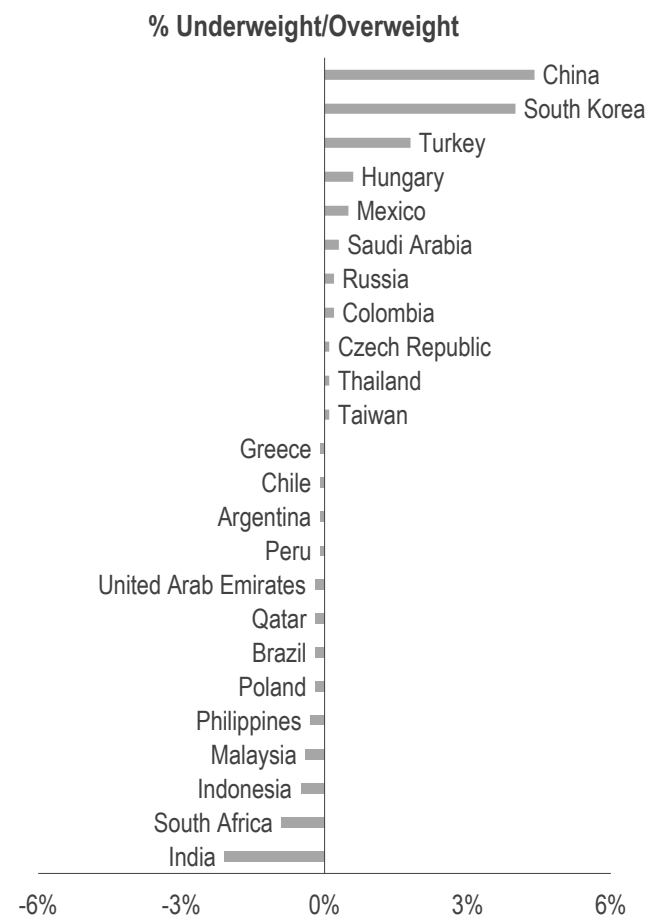 % Underweight/Overweight
China
South Korea
Turkey
Hungary
Mexico
Saudi Arabia
Russia
Colombia
Czech Republic
Thailand
Taiwan
Greece
Chile
Argentina
Peru
United Arab Emirates
Qatar
Brazil
Poland
Philippines
Malaysia
Indonesia
South Africa
India
-6% -3% 0% 3% 6%